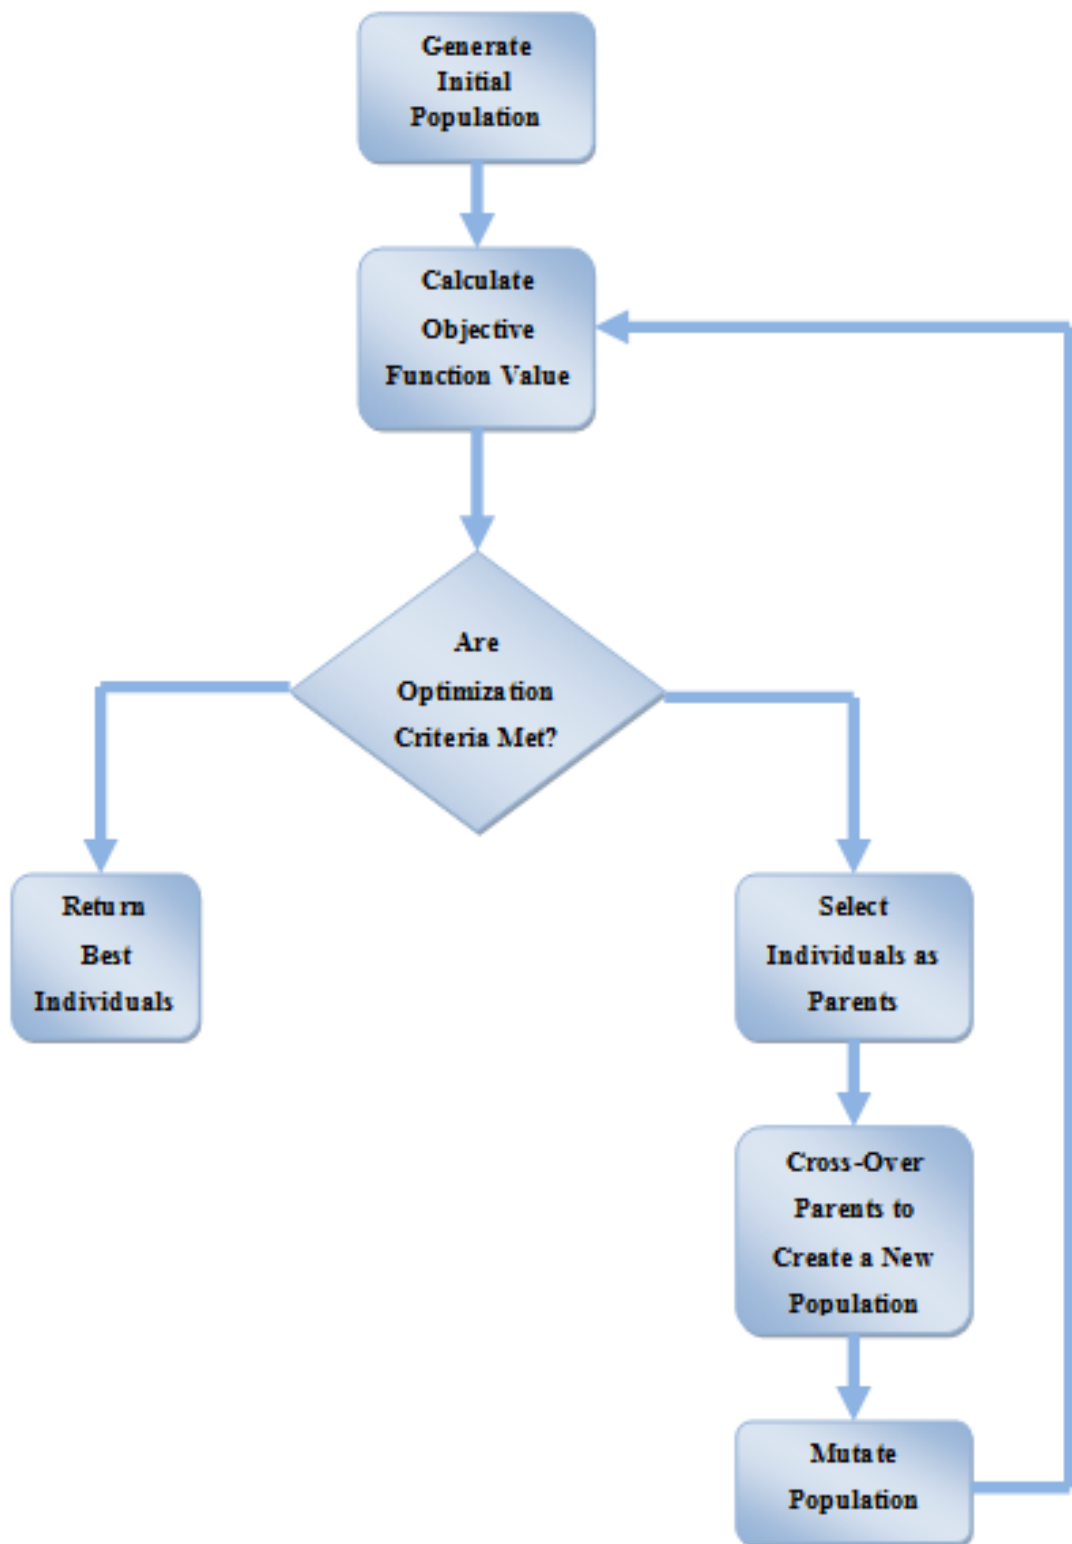 Generate
Initial
Population
Calculate
Objective
Function Value
Are
Optimization
Criteria Met?
Return
Best
Individuals
Select
Individuals as
Parents
Cross-Over
Parents to
Create a New
Population
Mutate
Population